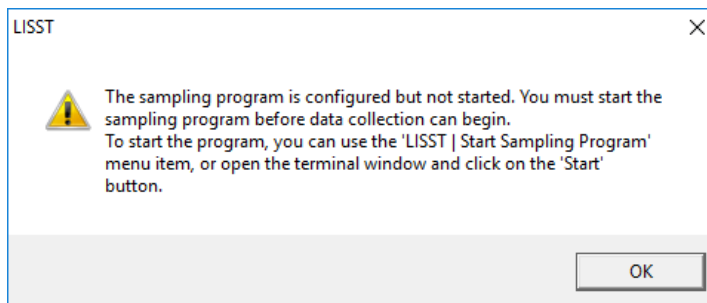 LISST
The sampling program is configured but not started. You must start the
sampling program before data collection can begin.
To start the program, you can use the 'LISST | Start Sampling Program'
menu item, or open the terminal window and click on the 'Start'
button.
OK